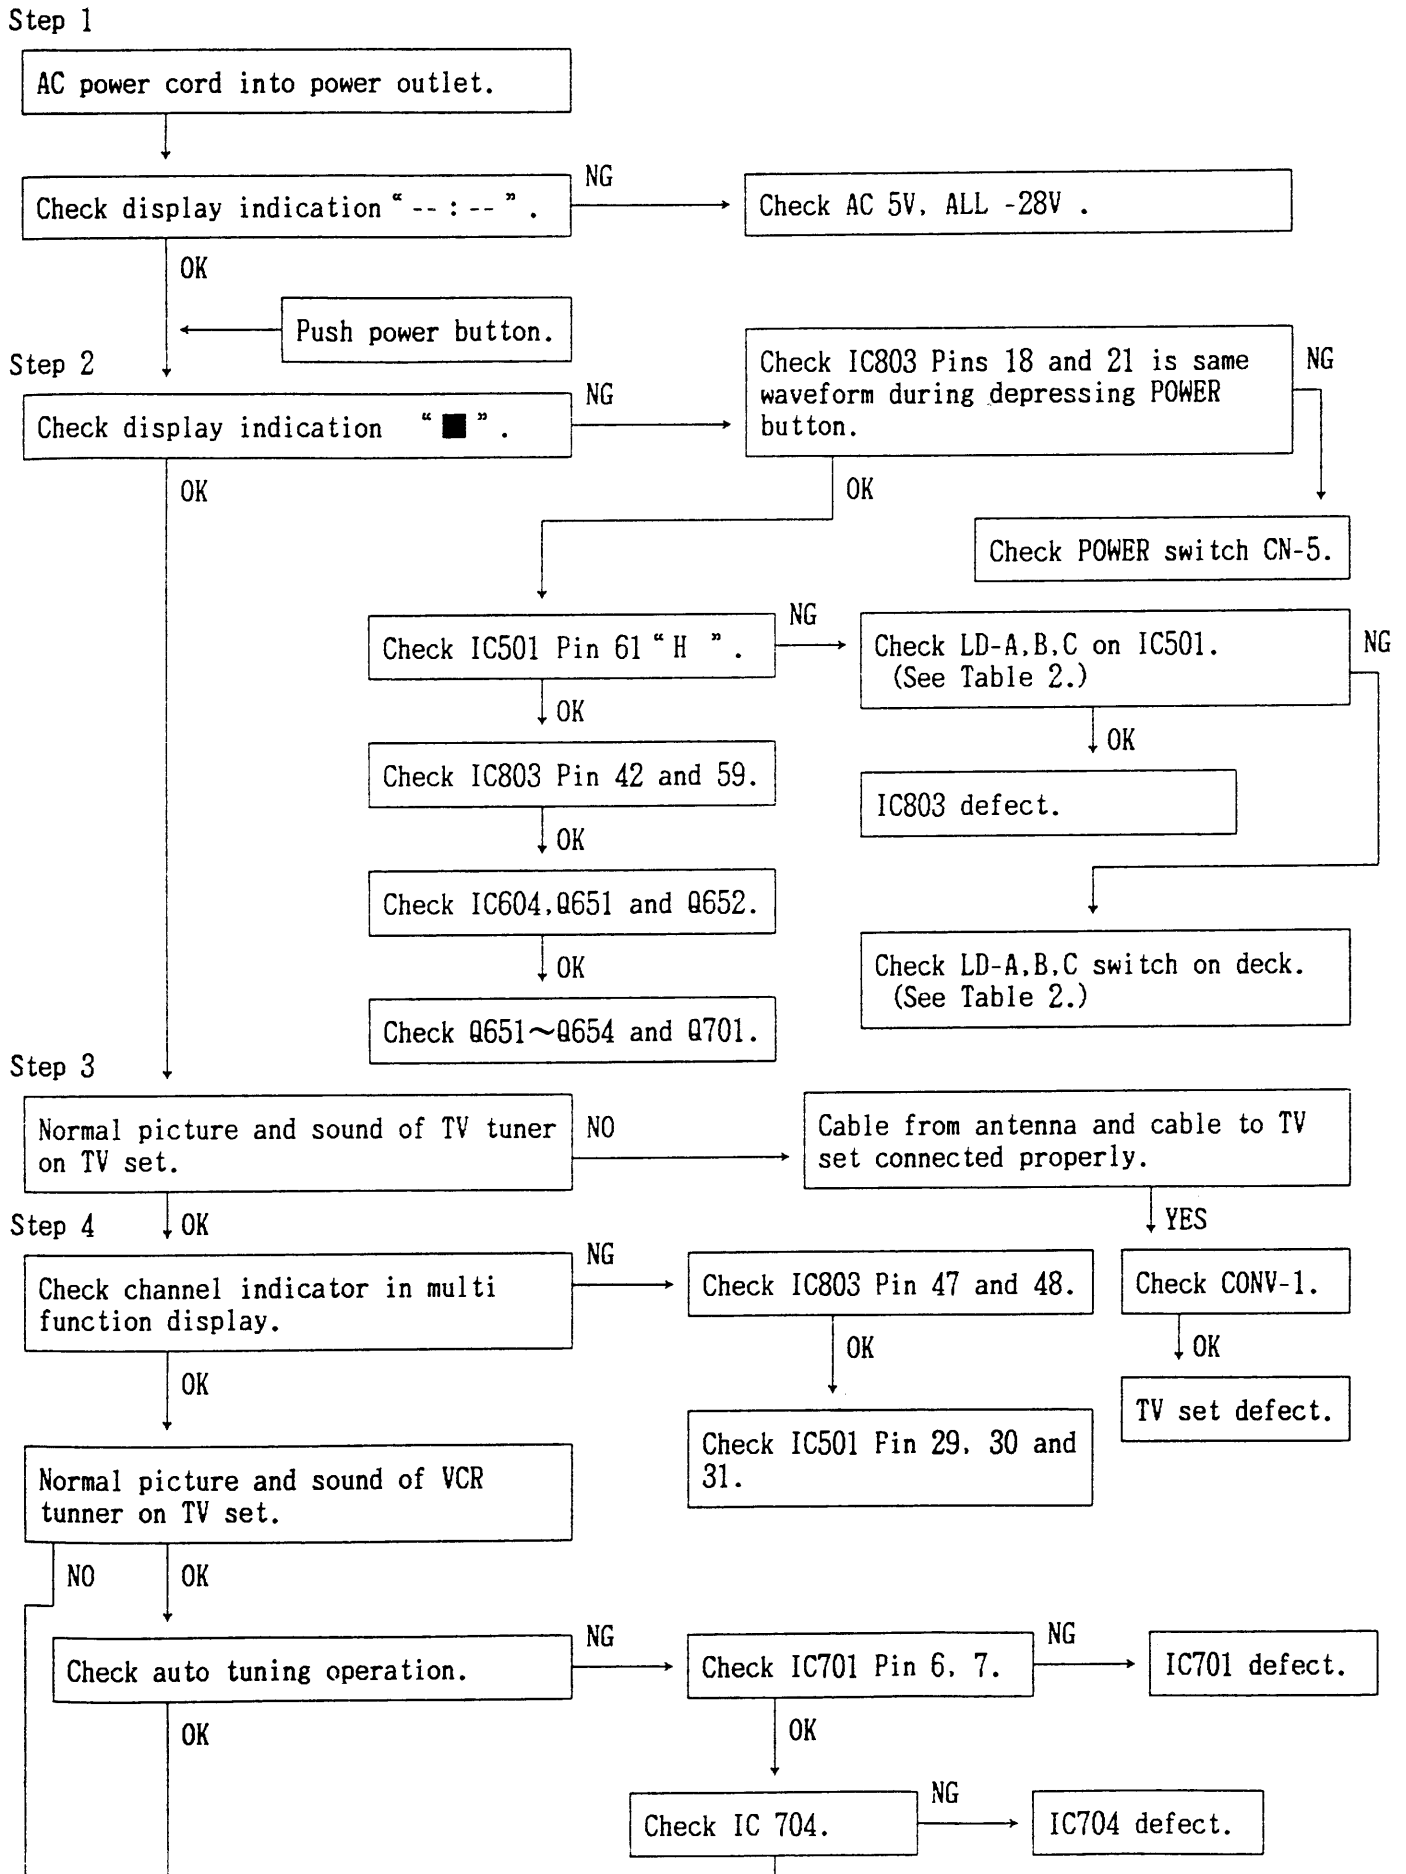 Step 1
AC power cord into power outlet.
Check display indication “ -- : -- ” .
NG
Check AC 5V, ALL -28V .
OK
Push power button.
Step 2
Check display indication “ ■ ” .
NG
Check IC803 Pins 18 and 21 is same
waveform during depressing POWER
button.
NG
OK
OK
Check POWER switch CN-5.
Check IC501 Pin 61 “ H ” .
NG
Check LD-A,B,C on IC501.
(See Table 2.)
NG
OK
OK
Check IC803 Pin 42 and 59.
IC803 defect.
OK
Check IC604,Q651 and Q652.
OK
Check LD-A,B,C switch on deck.
(See Table 2.)
Check Q651～Q654 and Q701.
Step 3
Normal picture and sound of TV tuner
on TV set.
NO
Cable from antenna and cable to TV
set connected properly.
OK
YES
Step 4
Check channel indicator in multi
function display.
NG
Check IC803 Pin 47 and 48.
Check CONV-1.
OK
OK
OK
TV set defect.
Check IC501 Pin 29, 30 and
31.
Normal picture and sound of VCR
tunner on TV set.
NO
OK
Check auto tuning operation.
NG
Check IC701 Pin 6, 7.
NG
IC701 defect.
OK
OK
Check IC 704.
NG
IC704 defect.